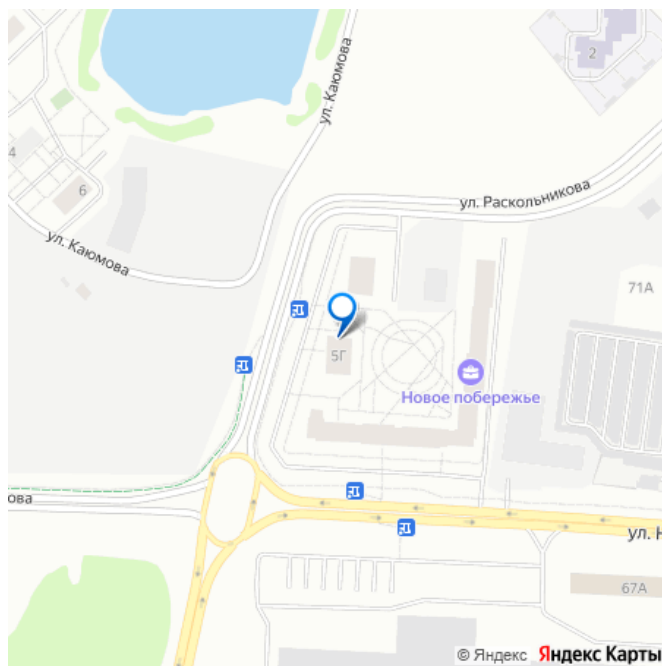 2
ул. Каюмова
ул. Раскольникова
4
6
ул. Каюмова
71А
5Г
Новое побережье
ова
ул. Н
67А
© Яндекс Яндекс Карты